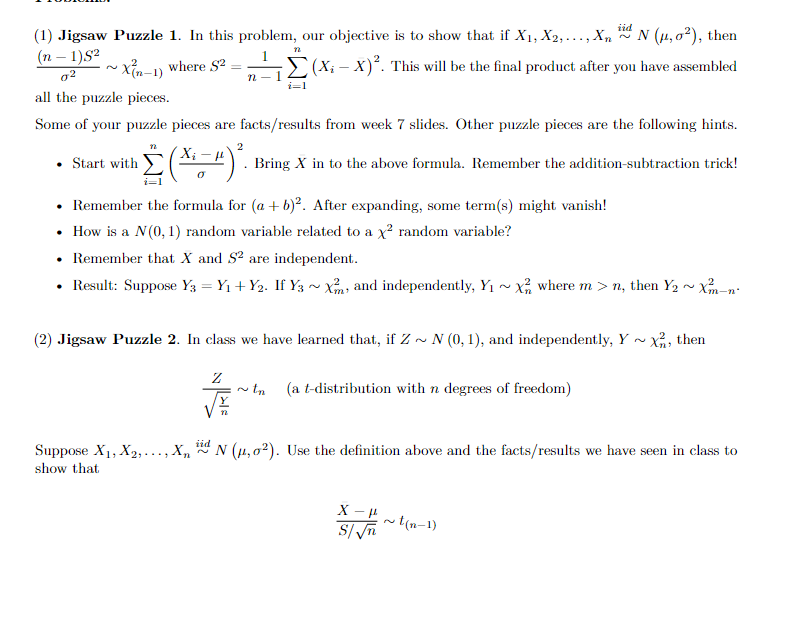 (1) Jigsaw Puzzle 1. In this problem, our objective is to show that if X₁, X₂, . . . , Xₙ ~ⁱⁱᵈ N (μ, σ²), then
(n − 1)S² / σ² ∼ χ²₍ₙ₋₁₎ where S² = 1/(n − 1) ∑ᵢ₌₁ⁿ (Xᵢ − X)². This will be the final product after you have assembled
all the puzzle pieces.
Some of your puzzle pieces are facts/results from week 7 slides. Other puzzle pieces are the following hints.
• Start with ∑ᵢ₌₁ⁿ ((Xᵢ − μ)/σ)². Bring X in to the above formula. Remember the addition-subtraction trick!
• Remember the formula for (a + b)². After expanding, some term(s) might vanish!
• How is a N(0, 1) random variable related to a χ² random variable?
• Remember that X and S² are independent.
• Result: Suppose Y₃ = Y₁ + Y₂. If Y₃ ∼ χ²ₘ, and independently, Y₁ ∼ χ²ₙ where m > n, then Y₂ ∼ χ²ₘ₋ₙ.
(2) Jigsaw Puzzle 2. In class we have learned that, if Z ∼ N (0, 1), and independently, Y ∼ χ²ₙ, then
Z / √(Y/n) ∼ tₙ (a t-distribution with n degrees of freedom)
Suppose X₁, X₂, . . . , Xₙ ~ⁱⁱᵈ N (μ, σ²). Use the definition above and the facts/results we have seen in class to
show that
(X − μ) / (S/√n) ∼ t₍ₙ₋₁₎